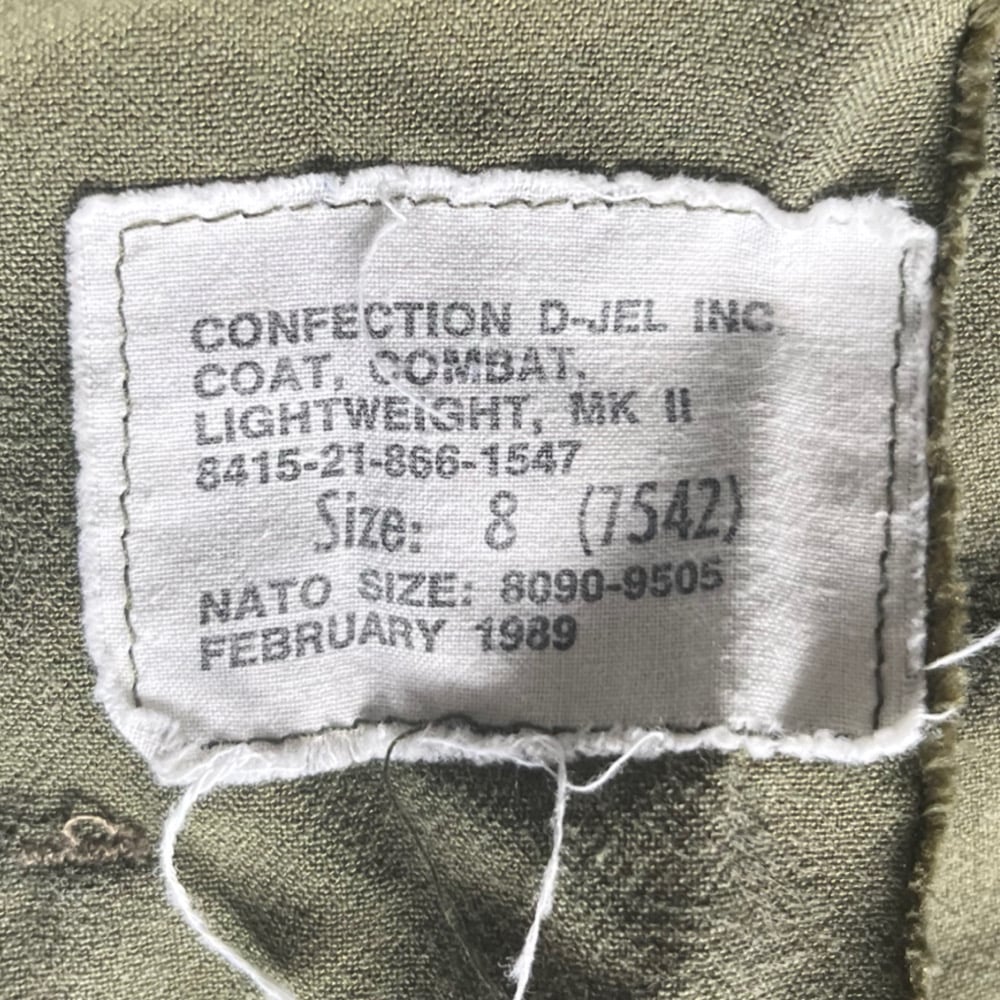 CONFECTION D-JEL INC.
COAT, COMBAT,
LIGHTWEIGHT, MK II
8415-21-866-1547
Size: 8 (7542)
NATO SIZE: 8090-9505
FEBRUARY 1989